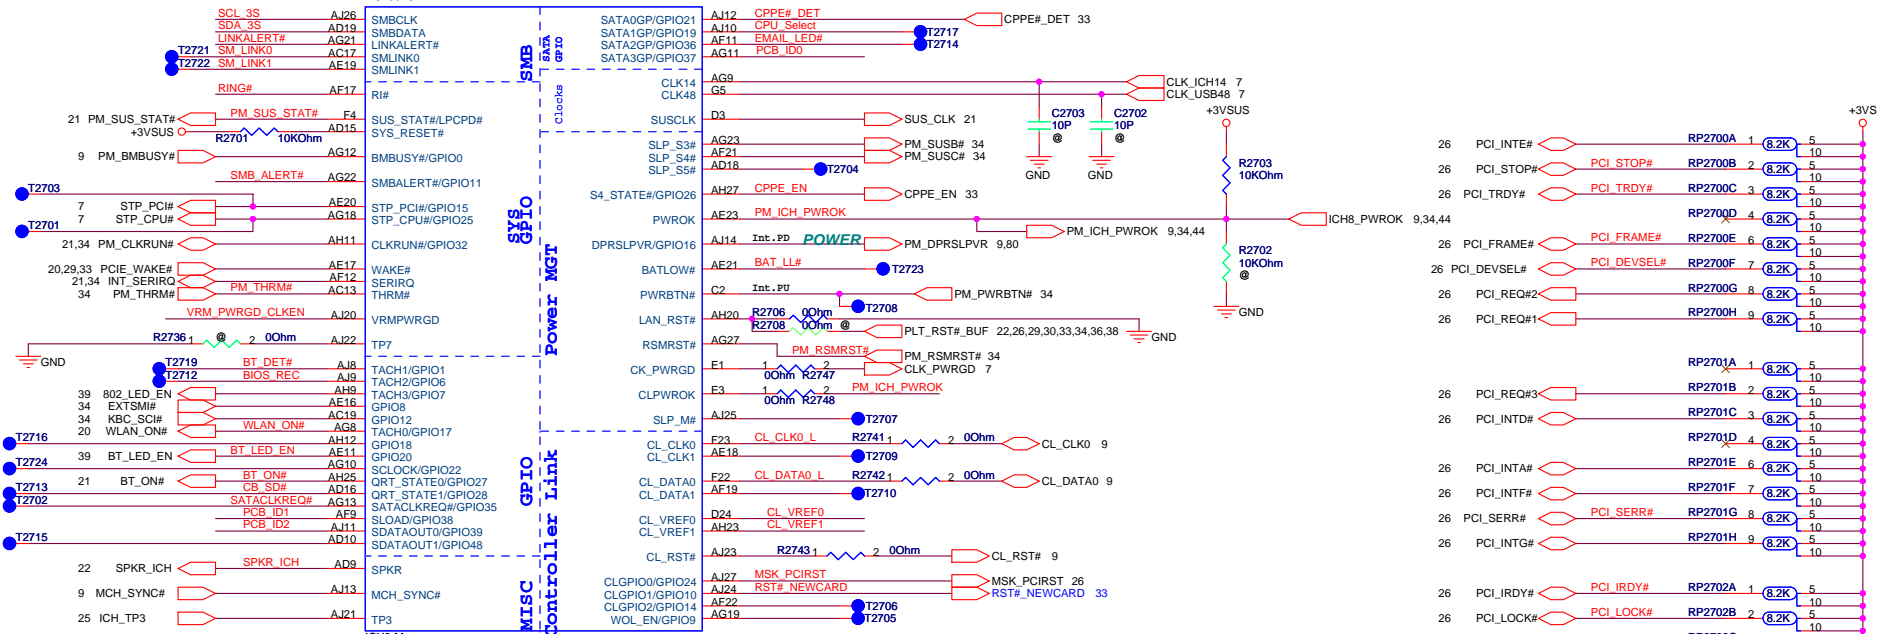 SCL_3S AJ26 SMBCLK SATA0GP/GPIO21 AJ12 CPPE#_DET CPPE#_DET 33
SDA_3S AD19 SMBDATA SATA1GP/GPIO19 AJ10 CPU_Select T2717
LINKALERT# AG21 LINKALERT# SATA2GP/GPIO36 AF11 EMAIL_LED# T2714
T2721 SM_LINK0 AC17 SMLINK0 SATA3GP/GPIO37 AG11 PCB_ID0
T2722 SM_LINK1 AE19 SMLINK1
SMB SATA GPIO
CLK14 AG9 CLK_ICH14 7
RING# AF17 RI# CLK48 G5 CLK_USB48 7
Clocks
+3VSUS
+3VS
C2703 10P @ GND
C2702 10P @ GND
21 PM_SUS_STAT# PM_SUS_STAT# F4 SUS_STAT#/LPCPD# SUSCLK D3 SUS_CLK 21
+3VSUS R2701 10KOhm AD15 SYS_RESET#
SLP_S3# AG23 PM_SUSB# 34
9 PM_BMBUSY# AG12 BMBUSY#/GPIO0 SLP_S4# AF21 PM_SUSC# 34
SLP_S5# AD18 T2704
R2703 10KOhm
SMB_ALERT# AG22 SMBALERT#/GPIO11
T2703 S4_STATE#/GPIO26 AH27 CPPE_EN CPPE_EN 33
7 STP_PCI# AE20 STP_PCI#/GPIO15
7 STP_CPU# AG18 STP_CPU#/GPIO25 PWROK AE23 PM_ICH_PWROK ICH8_PWROK 9,34,44
T2701 PM_ICH_PWROK 9,34,44
SYS GPIO
21,34 PM_CLKRUN# AH11 CLKRUN#/GPIO32 DPRSLPVR/GPIO16 AJ14 Int.PD POWER PM_DPRSLPVR 9,80
R2702 10KOhm @ GND
20,29,33 PCIE_WAKE# AE17 WAKE# BATLOW# AE21 BAT_LL# T2723
21,34 INT_SERIRQ AF12 SERIRQ
34 PM_THRM# PM_THRM# AC13 THRM# PWRBTN# C2 Int.PU PM_PWRBTN# 34
T2708
Power MGT
VRM_PWRGD_CLKEN AJ20 VRMPWRGD LAN_RST# AH20 R2706 0Ohm
R2708 0Ohm @ PLT_RST#_BUF 22,26,29,30,33,34,36,38 GND
GND R2736 1 @ 2 0Ohm AJ22 TP7 RSMRST# AG27 PM_RSMRST# PM_RSMRST# 34
T2719 BT_DET# AJ8 TACH1/GPIO1 CK_PWRGD E1 1 2 0Ohm R2747 CLK_PWRGD 7
T2712 BIOS_REC AJ9 TACH2/GPIO6
39 802_LED_EN AH9 TACH3/GPIO7 CLPWROK E3 1 2 0Ohm R2748 PM_ICH_PWROK
34 EXTSMI# AE16 GPIO8
34 KBC_SCI# AC19 GPIO12 SLP_M# AJ25 T2707
20 WLAN_ON# WLAN_ON# AG8 TACH0/GPIO17
T2716 AH12 GPIO18 CL_CLK0 F23 CL_CLK0_L R2741 1 2 0Ohm CL_CLK0 9
39 BT_LED_EN BT_LED_EN AE11 GPIO20 CL_CLK1 AE18 T2709
T2724 AG10 SCLOCK/GPIO22
21 BT_ON# BT_ON# AH25 QRT_STATE0/GPIO27 CL_DATA0 F22 CL_DATA0_L R2742 1 2 0Ohm CL_DATA0 9
T2713 CB_SD# AD16 QRT_STATE1/GPIO28 CL_DATA1 AF19 T2710
T2702 SATACLKREQ# AG13 SATACLKREQ#/GPIO35
PCB_ID1 AF9 SLOAD/GPIO38 CL_VREF0 D24 CL_VREF0
PCB_ID2 AJ11 SDATAOUT0/GPIO39 CL_VREF1 AH23 CL_VREF1
T2715 AD10 SDATAOUT1/GPIO48
GPIO Controller Link
CL_RST# AJ23 R2743 1 2 0Ohm CL_RST# 9
22 SPKR_ICH SPKR_ICH AD9 SPKR
CLGPIO0/GPIO24 AJ27 MSK_PCIRST MSK_PCIRST 26
9 MCH_SYNC# AJ13 MCH_SYNC# CLGPIO1/GPIO10 AJ24 RST#_NEWCARD RST#_NEWCARD 33
CLGPIO2/GPIO14 AF22 T2706
25 ICH_TP3 AJ21 TP3 WOL_EN/GPIO9 AG19 T2705
MISC
26 PCI_INTE# RP2700A 1 8.2K 5 10
26 PCI_STOP# PCI_STOP# RP2700B 2 8.2K 5 10
26 PCI_TRDY# PCI_TRDY# RP2700C 3 8.2K 5 10
RP2700D 4 8.2K 5 10
26 PCI_FRAME# PCI_FRAME# RP2700E 6 8.2K 5 10
26 PCI_DEVSEL# PCI_DEVSEL# RP2700F 7 8.2K 5 10
26 PCI_REQ#2 RP2700G 8 8.2K 5 10
26 PCI_REQ#1 RP2700H 9 8.2K 5 10
RP2701A 1 8.2K 5 10
26 PCI_REQ#3 RP2701B 2 8.2K 5 10
26 PCI_INTD# RP2701C 3 8.2K 5 10
RP2701D 4 8.2K 5 10
26 PCI_INTA# RP2701E 6 8.2K 5 10
26 PCI_INTF# RP2701F 7 8.2K 5 10
26 PCI_SERR# PCI_SERR# RP2701G 8 8.2K 5 10
26 PCI_INTG# RP2701H 9 8.2K 5 10
26 PCI_IRDY# PCI_IRDY# RP2702A 1 8.2K 5 10
26 PCI_LOCK# PCI_LOCK# RP2702B 2 8.2K 5 10